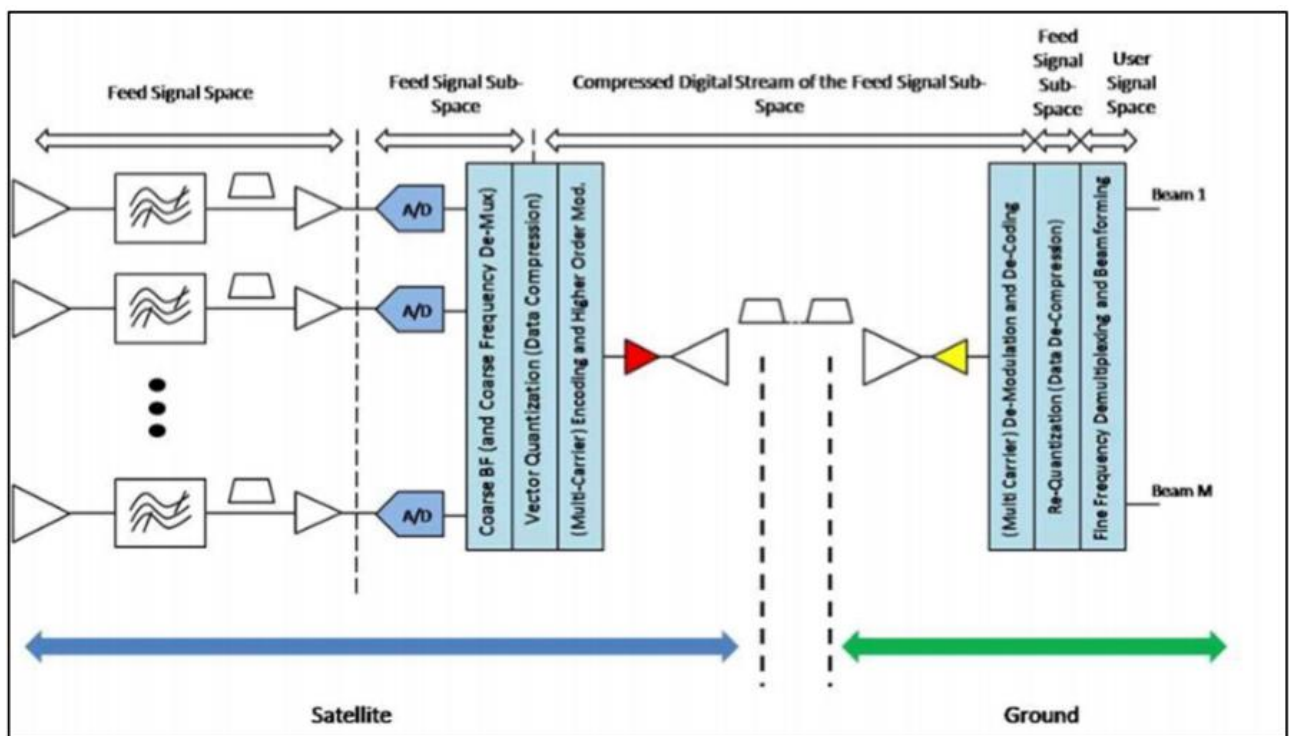 Feed Signal Space
Feed Signal Sub-
Space
Compressed Digital Stream of the Feed Signal Sub-
Space
Feed
Signal
Sub-
Space
User
Signal
Space
A/D
A/D
A/D
Coarse BF (and Coarse Frequency De-Mux)
Vector Quantization (Data Compression)
(Multi-Carrier) Encoding and Higher Order Mod.
(Multi Carrier) De-Modulation and De-Coding
Re-Quantization (Data De-Compression)
Fine Frequency Demultiplexing and Beamforming
Beam 1
Beam M
Satellite
Ground